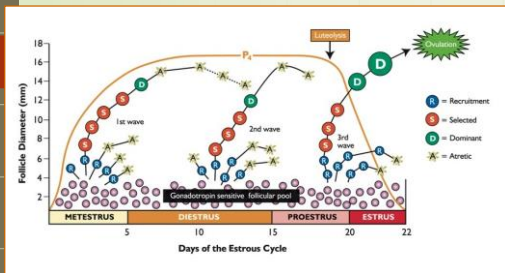 Luteolysis
Ovulation
P4
Follicle Diameter (mm)
18
16
14
12
10
8
6
4
2
1st wave
2nd wave
3rd wave
D
D
D
D
S
S
S
S
S
S
S
S
S
S
S
S
A
A
A
A
A
A
R
R
R
R
R = Recruitment
S = Selected
D = Dominant
A = Atretic
Gonadotropin sensitive follicular pool
METESTRUS
DIESTRUS
PROESTRUS
ESTRUS
5
10
15
20
22
Days of the Estrous Cycle